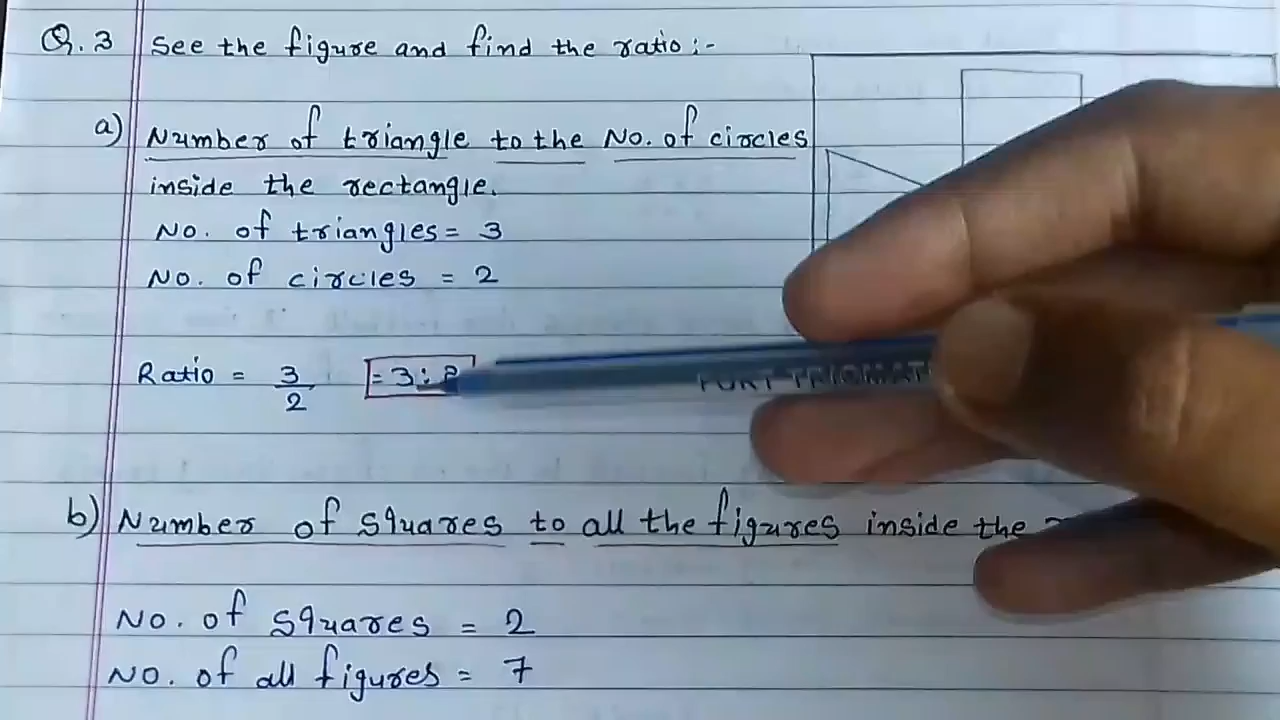 Q.3 See the figure and find the ratio :-
a) Number of triangle to the No. of circles
inside the rectangle.
No. of triangles = 3
No. of circles = 2
Ratio = 3/2 = 3:2
b) Number of squares to all the figures inside the
No. of squares = 2
No. of all figures = 7